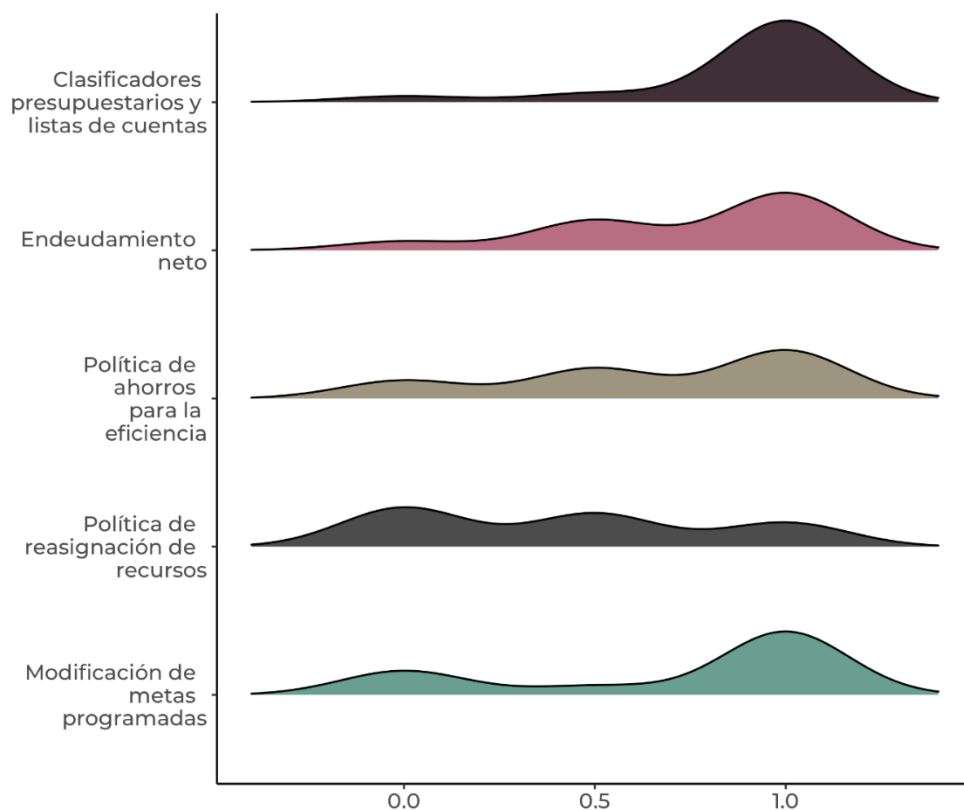 Clasificadores
presupuestarios y
listas de cuentas
Endeudamiento
neto
Política de
ahorros
para la
eficiencia
Política de
reasignación de
recursos
Modificación de
metas
programadas
0.0 0.5 1.0